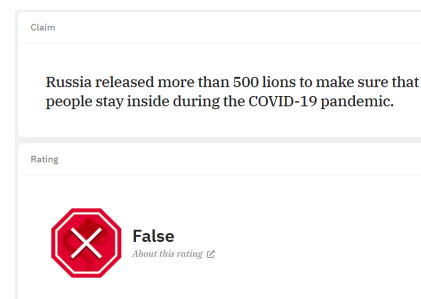 Claim
Russia released more than 500 lions to make sure that
people stay inside during the COVID-19 pandemic.
Rating
False
About this rating